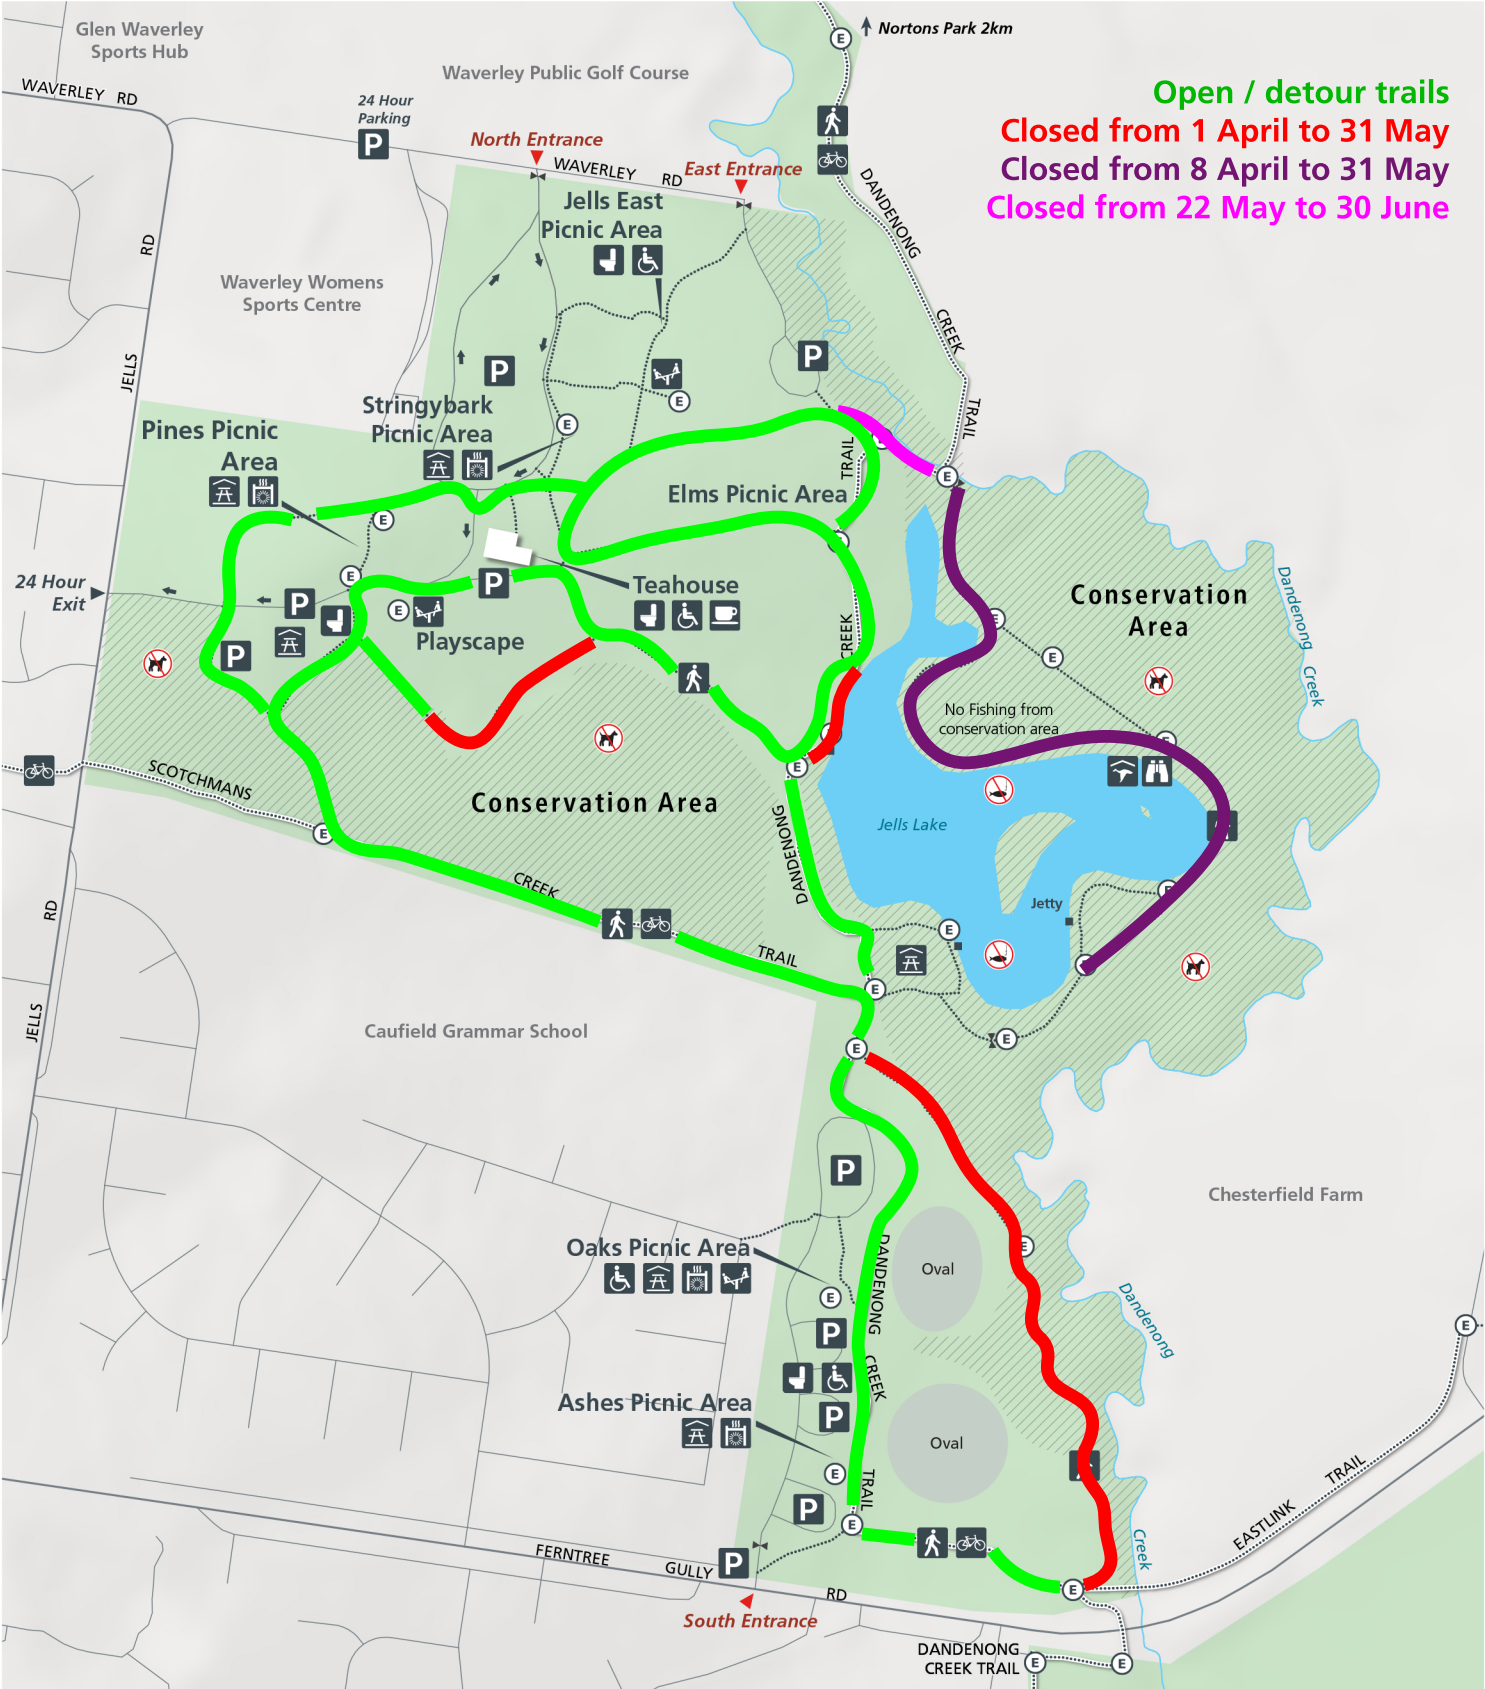 Glen Waverley
Sports Hub
Nortons Park 2km
Waverley Public Golf Course
WAVERLEY RD
24 Hour
Parking
P
Open / detour trails
Closed from 1 April to 31 May
Closed from 8 April to 31 May
Closed from 22 May to 30 June
North Entrance
WAVERLEY RD
East Entrance
DANDENONG
CREEK
TRAIL
Jells East
Picnic Area
E
RD
JELLS
Waverley Womens
Sports Centre
P
P
Stringybark
Picnic Area
E
E
Pines Picnic
Area
E
TRAIL
Elms Picnic Area
E
E
24 Hour
Exit
E
P
P
P
E
Playscape
Teahouse
CREEK
Conservation
Area
Dandenong
Creek
E
E
No Fishing from
conservation area
E
E
SCOTCHMANS
E
CREEK
TRAIL
Conservation Area
DANDENONG
Jells Lake
Jetty
E
E
E
E
E
E
RD
JELLS
Caufield Grammar School
Chesterfield Farm
P
Oaks Picnic Area
E
P
DANDENONG
CREEK
TRAIL
Oval
E
Dandenong
Creek
Ashes Picnic Area
P
E
Oval
P
E
P
E
FERNTREE GULLY RD
South Entrance
EASTLINK TRAIL
E
DANDENONG
CREEK TRAIL
E
E